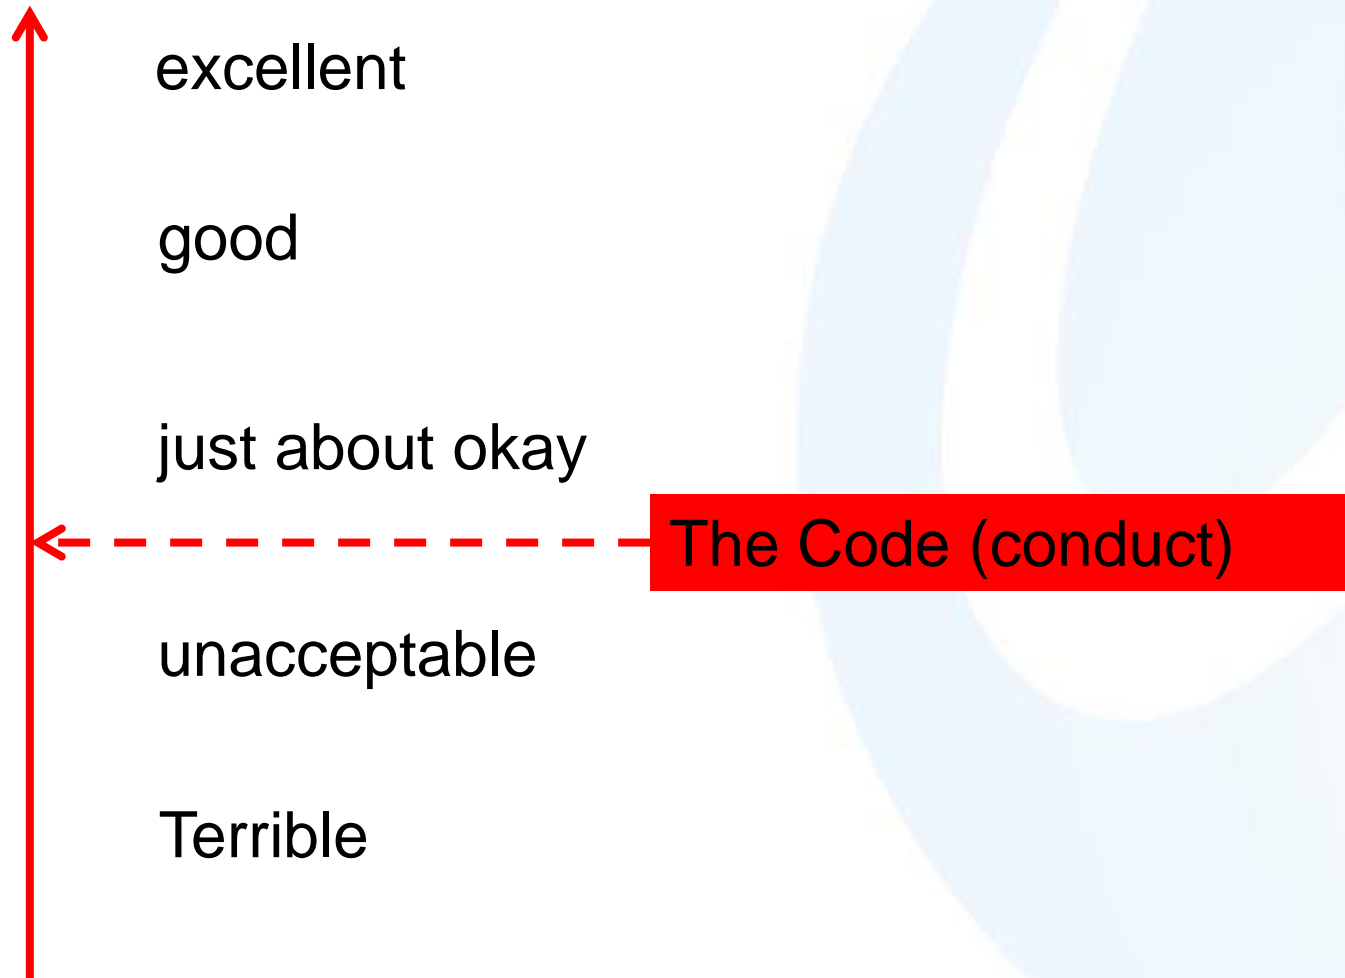 excellent
good
just about okay
The Code (conduct)
unacceptable
Terrible